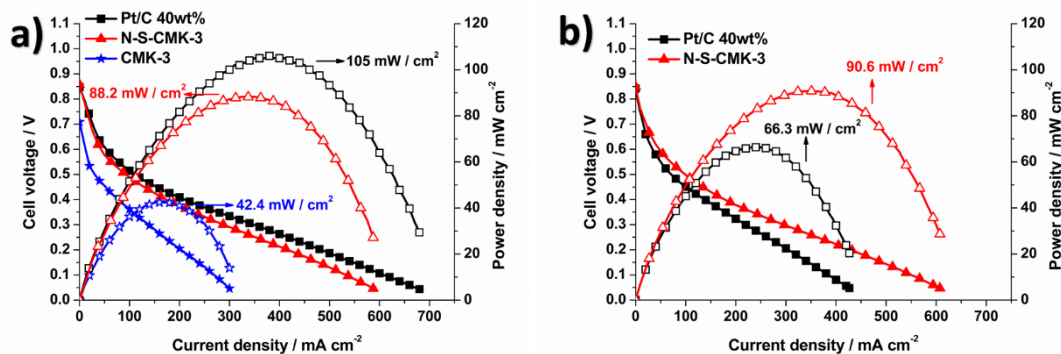 a)
Pt/C 40wt%
N-S-CMK-3
CMK-3
105 mW / cm²
88.2 mW / cm²
42.4 mW / cm²
Cell voltage / V
1.1
1.0
0.9
0.8
0.7
0.6
0.5
0.4
0.3
0.2
0.1
0.0
Power density / mW cm⁻²
120
100
80
60
40
20
0
0 100 200 300 400 500 600 700
Current density / mA cm⁻²
b)
Pt/C 40wt%
N-S-CMK-3
90.6 mW / cm²
66.3 mW / cm²
Cell voltage / V
1.1
1.0
0.9
0.8
0.7
0.6
0.5
0.4
0.3
0.2
0.1
0.0
Power density / mW cm⁻²
120
100
80
60
40
20
0
0 100 200 300 400 500 600 700
Current density / mA cm⁻²